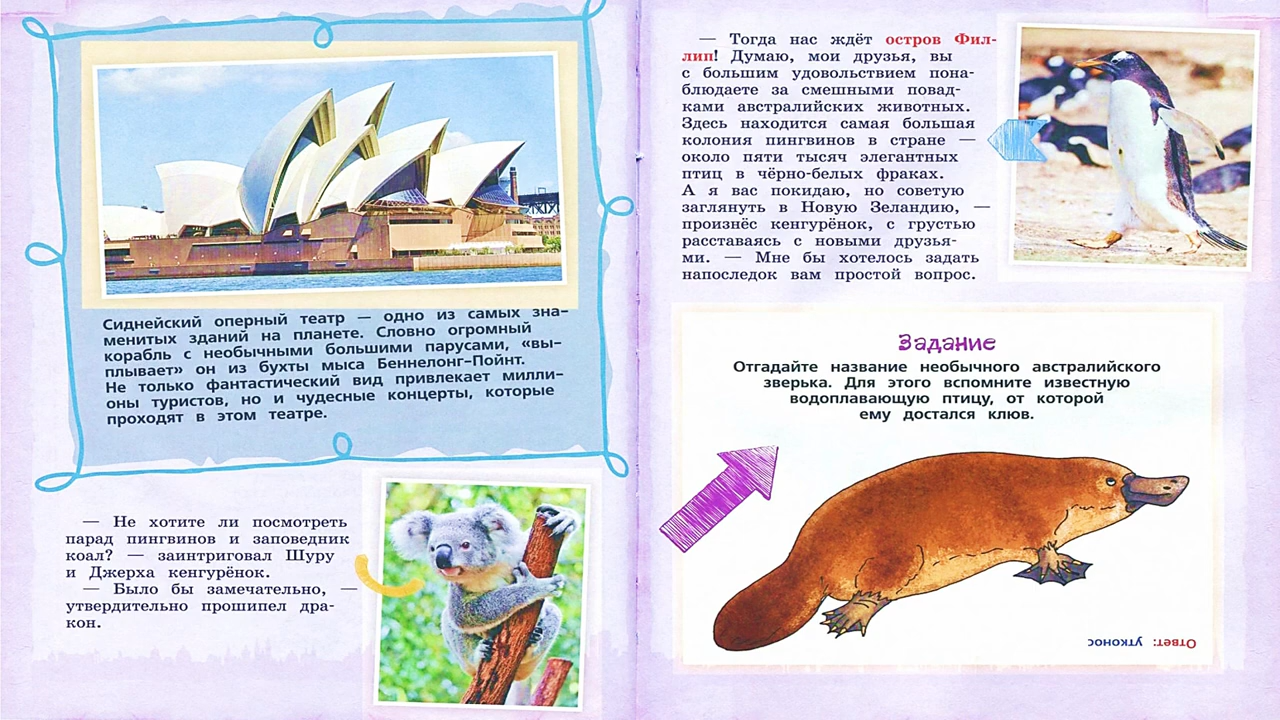 Сиднейский оперный театр — одно из самых зна-
менитых зданий на планете. Словно огромный
корабль с необычными большими парусами, «вы-
плывает» он из бухты мыса Беннелонг-Пойнт.
Не только фантастический вид привлекает милли-
оны туристов, но и чудесные концерты, которые
проходят в этом театре.
— Не хотите ли посмотреть
парад пингвинов и заповедник
коал? — заинтриговал Шуру
и Джерха кенгурёнок.
— Было бы замечательно, —
утвердительно прошипел дра-
кон.
— Тогда нас ждёт остров Фил-
лип! Думаю, мои друзья, вы
с большим удовольствием пона-
блюдаете за смешными повад-
ками австралийских животных.
Здесь находится самая большая
колония пингвинов в стране —
около пяти тысяч элегантных
птиц в чёрно-белых фраках.
А я вас покидаю, но советую
заглянуть в Новую Зеландию, —
произнёс кенгурёнок, с грустью
расставаясь с новыми друзья-
ми. — Мне бы хотелось задать
напоследок вам простой вопрос.
Задание
Отгадайте название необычного австралийского
зверька. Для этого вспомните известную
водоплавающую птицу, от которой
ему достался клюв.
Ответ: утконос